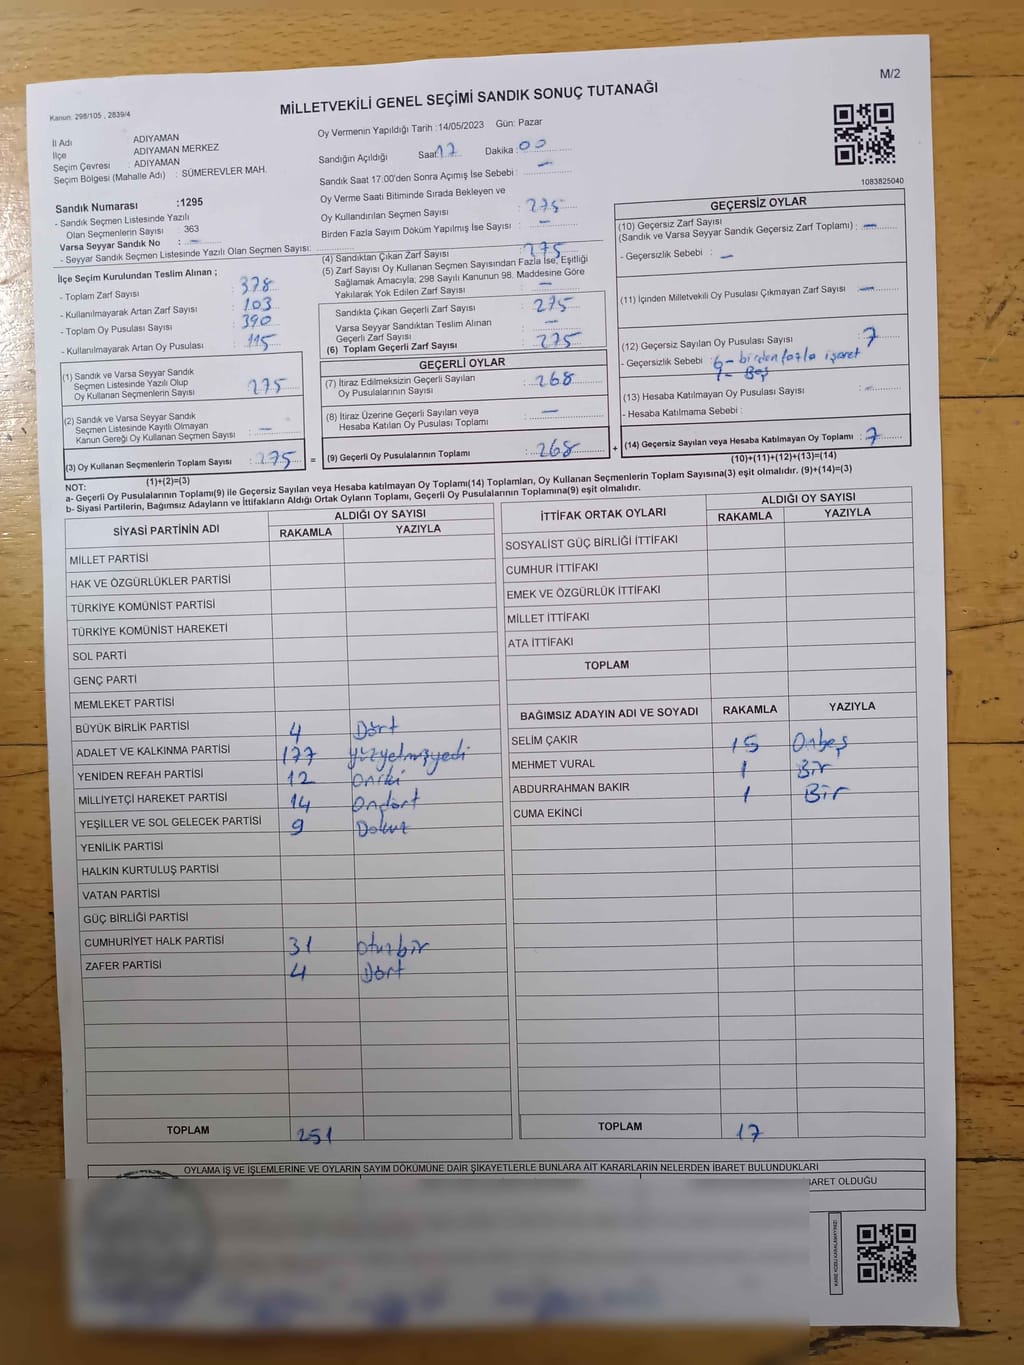 M/2
Kanun: 298/105 , 2839/4
MİLLETVEKİLİ GENEL SEÇİMİ SANDIK SONUÇ TUTANAĞI
İl Adı : ADIYAMAN
İlçe : ADIYAMAN MERKEZ
Seçim Çevresi : ADIYAMAN
Seçim Bölgesi (Mahalle Adı) : SÜMEREVLER MAH.
Sandık Numarası :1295
- Sandık Seçmen Listesinde Yazılı
Olan Seçmenlerin Sayısı : 363
Varsa Seyyar Sandık No : —
- Seyyar Sandık Seçmen Listesinde Yazılı Olan Seçmen Sayısı:
Oy Vermenin Yapıldığı Tarih : 14/05/2023 Gün: Pazar
Sandığın Açıldığı Saat: 17 Dakika : 00
Sandık Saat 17:00'den Sonra Açımış İse Sebebi : —
Oy Verme Saati Bitiminde Sırada Bekleyen ve
Oy Kullandırılan Seçmen Sayısı : 275
Birden Fazla Sayım Döküm Yapılmış İse Sayısı : —
1083825040
İlçe Seçim Kurulundan Teslim Alınan ;
- Toplam Zarf Sayısı : 378
- Kullanılmayarak Artan Zarf Sayısı : 103
- Toplam Oy Pusulası Sayısı : 390
- Kullanılmayarak Artan Oy Pusulası : 115
(1) Sandık ve Varsa Seyyar Sandık
Seçmen Listesinde Yazılı Olup
Oy Kullanan Seçmenlerin Sayısı : 275
(2) Sandık ve Varsa Seyyar Sandık
Seçmen Listesinde Kayıtlı Olmayan
Kanun Gereği Oy Kullanan Seçmen Sayısı : —
(3) Oy Kullanan Seçmenlerin Toplam Sayısı : 275
(1)+(2)=(3)
(4) Sandıktan Çıkan Zarf Sayısı : 275
(5) Zarf Sayısı Oy Kullanan Seçmen Sayısından Fazla İse, Eşitliği
Sağlamak Amacıyla; 298 Sayılı Kanunun 98. Maddesine Göre
Yakılarak Yok Edilen Zarf Sayısı : —
Sandıkta Çıkan Geçerli Zarf Sayısı : 275
Varsa Seyyar Sandıktan Teslim Alınan
Geçerli Zarf Sayısı : —
(6) Toplam Geçerli Zarf Sayısı : 275
GEÇERLİ OYLAR
(7) İtiraz Edilmeksizin Geçerli Sayılan
Oy Pusulalarının Sayısı : 268
(8) İtiraz Üzerine Geçerli Sayılan veya
Hesaba Katılan Oy Pusulası Toplamı : —
(9) Geçerli Oy Pusulalarının Toplamı : 268
GEÇERSİZ OYLAR
(10) Geçersiz Zarf Sayısı
(Sandık ve Varsa Seyyar Sandık Geçersiz Zarf Toplamı) : —
- Geçersizlik Sebebi : —
(11) İçinden Milletvekili Oy Pusulası Çıkmayan Zarf Sayısı : —
(12) Geçersiz Sayılan Oy Pusulası Sayısı : 7
- Geçersizlik Sebebi : 6 - birden fazla işaret
1 - Boş
(13) Hesaba Katılmayan Oy Pusulası Sayısı : —
- Hesaba Katılmama Sebebi :
(14) Geçersiz Sayılan veya Hesaba Katılmayan Oy Toplamı : 7
(10)+(11)+(12)+(13)=(14)
NOT:
a- Geçerli Oy Pusulalarının Toplamı(9) ile Geçersiz Sayılan veya Hesaba katılmayan Oy Toplamı(14) Toplamları, Oy Kullanan Seçmenlerin Toplam Sayısına(3) eşit olmalıdır. (9)+(14)=(3)
b- Siyasi Partilerin, Bağımsız Adayların ve İttifakların Aldığı Ortak Oyların Toplamı, Geçerli Oy Pusulalarının Toplamına(9) eşit olmalıdır.
SİYASİ PARTİNİN ADI ALDIĞI OY SAYISI
RAKAMLA YAZIYLA
MİLLET PARTİSİ
HAK VE ÖZGÜRLÜKLER PARTİSİ
TÜRKİYE KOMÜNİST PARTİSİ
TÜRKİYE KOMÜNİST HAREKETİ
SOL PARTİ
GENÇ PARTİ
MEMLEKET PARTİSİ
BÜYÜK BİRLİK PARTİSİ 4 Dört
ADALET VE KALKINMA PARTİSİ 177 yüzyetmişyedi
YENİDEN REFAH PARTİSİ 12 Oniki
MİLLİYETÇİ HAREKET PARTİSİ 14 Ondört
YEŞİLLER VE SOL GELECEK PARTİSİ 9 Dokuz
YENİLİK PARTİSİ
HALKIN KURTULUŞ PARTİSİ
VATAN PARTİSİ
GÜÇ BİRLİĞİ PARTİSİ
CUMHURİYET HALK PARTİSİ 31 Otuzbir
ZAFER PARTİSİ 4 Dört
TOPLAM 251
İTTİFAK ORTAK OYLARI ALDIĞI OY SAYISI
RAKAMLA YAZIYLA
SOSYALİST GÜÇ BİRLİĞİ İTTİFAKI
CUMHUR İTTİFAKI
EMEK VE ÖZGÜRLÜK İTTİFAKI
MİLLET İTTİFAKI
ATA İTTİFAKI
TOPLAM
BAĞIMSIZ ADAYIN ADI VE SOYADI RAKAMLA YAZIYLA
SELİM ÇAKIR 15 Onbeş
MEHMET VURAL 1 Bir
ABDURRAHMAN BAKIR 1 Bir
CUMA EKİNCİ
TOPLAM 17
OYLAMA İŞ VE İŞLEMLERİNE VE OYLARIN SAYIM DÖKÜMÜNE DAİR ŞİKAYETLERLE BUNLARA AİT KARARLARIN NELERDEN İBARET BULUNDUKLARI
BARET OLDUĞU
KARE KODU KARALAMAYINIZ!